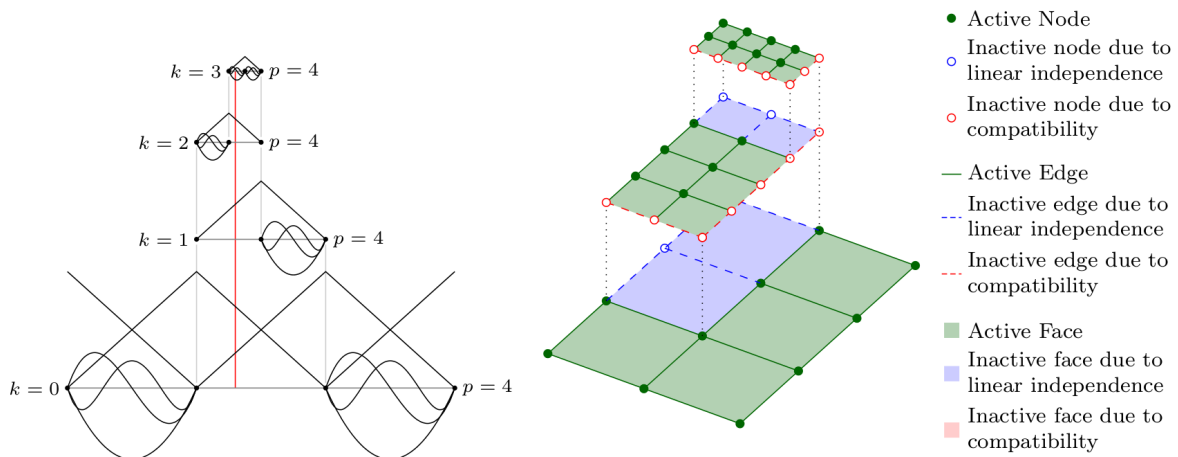 k = 3
p = 4
k = 2
p = 4
k = 1
p = 4
k = 0
p = 4
Active Node
Inactive node due to
linear independence
Inactive node due to
compatibility
Active Edge
Inactive edge due to
linear independence
Inactive edge due to
compatibility
Active Face
Inactive face due to
linear independence
Inactive face due to
compatibility